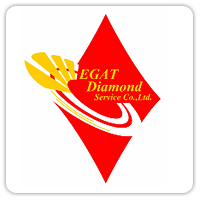 EGAT
Diamond
Service Co.,Ltd.